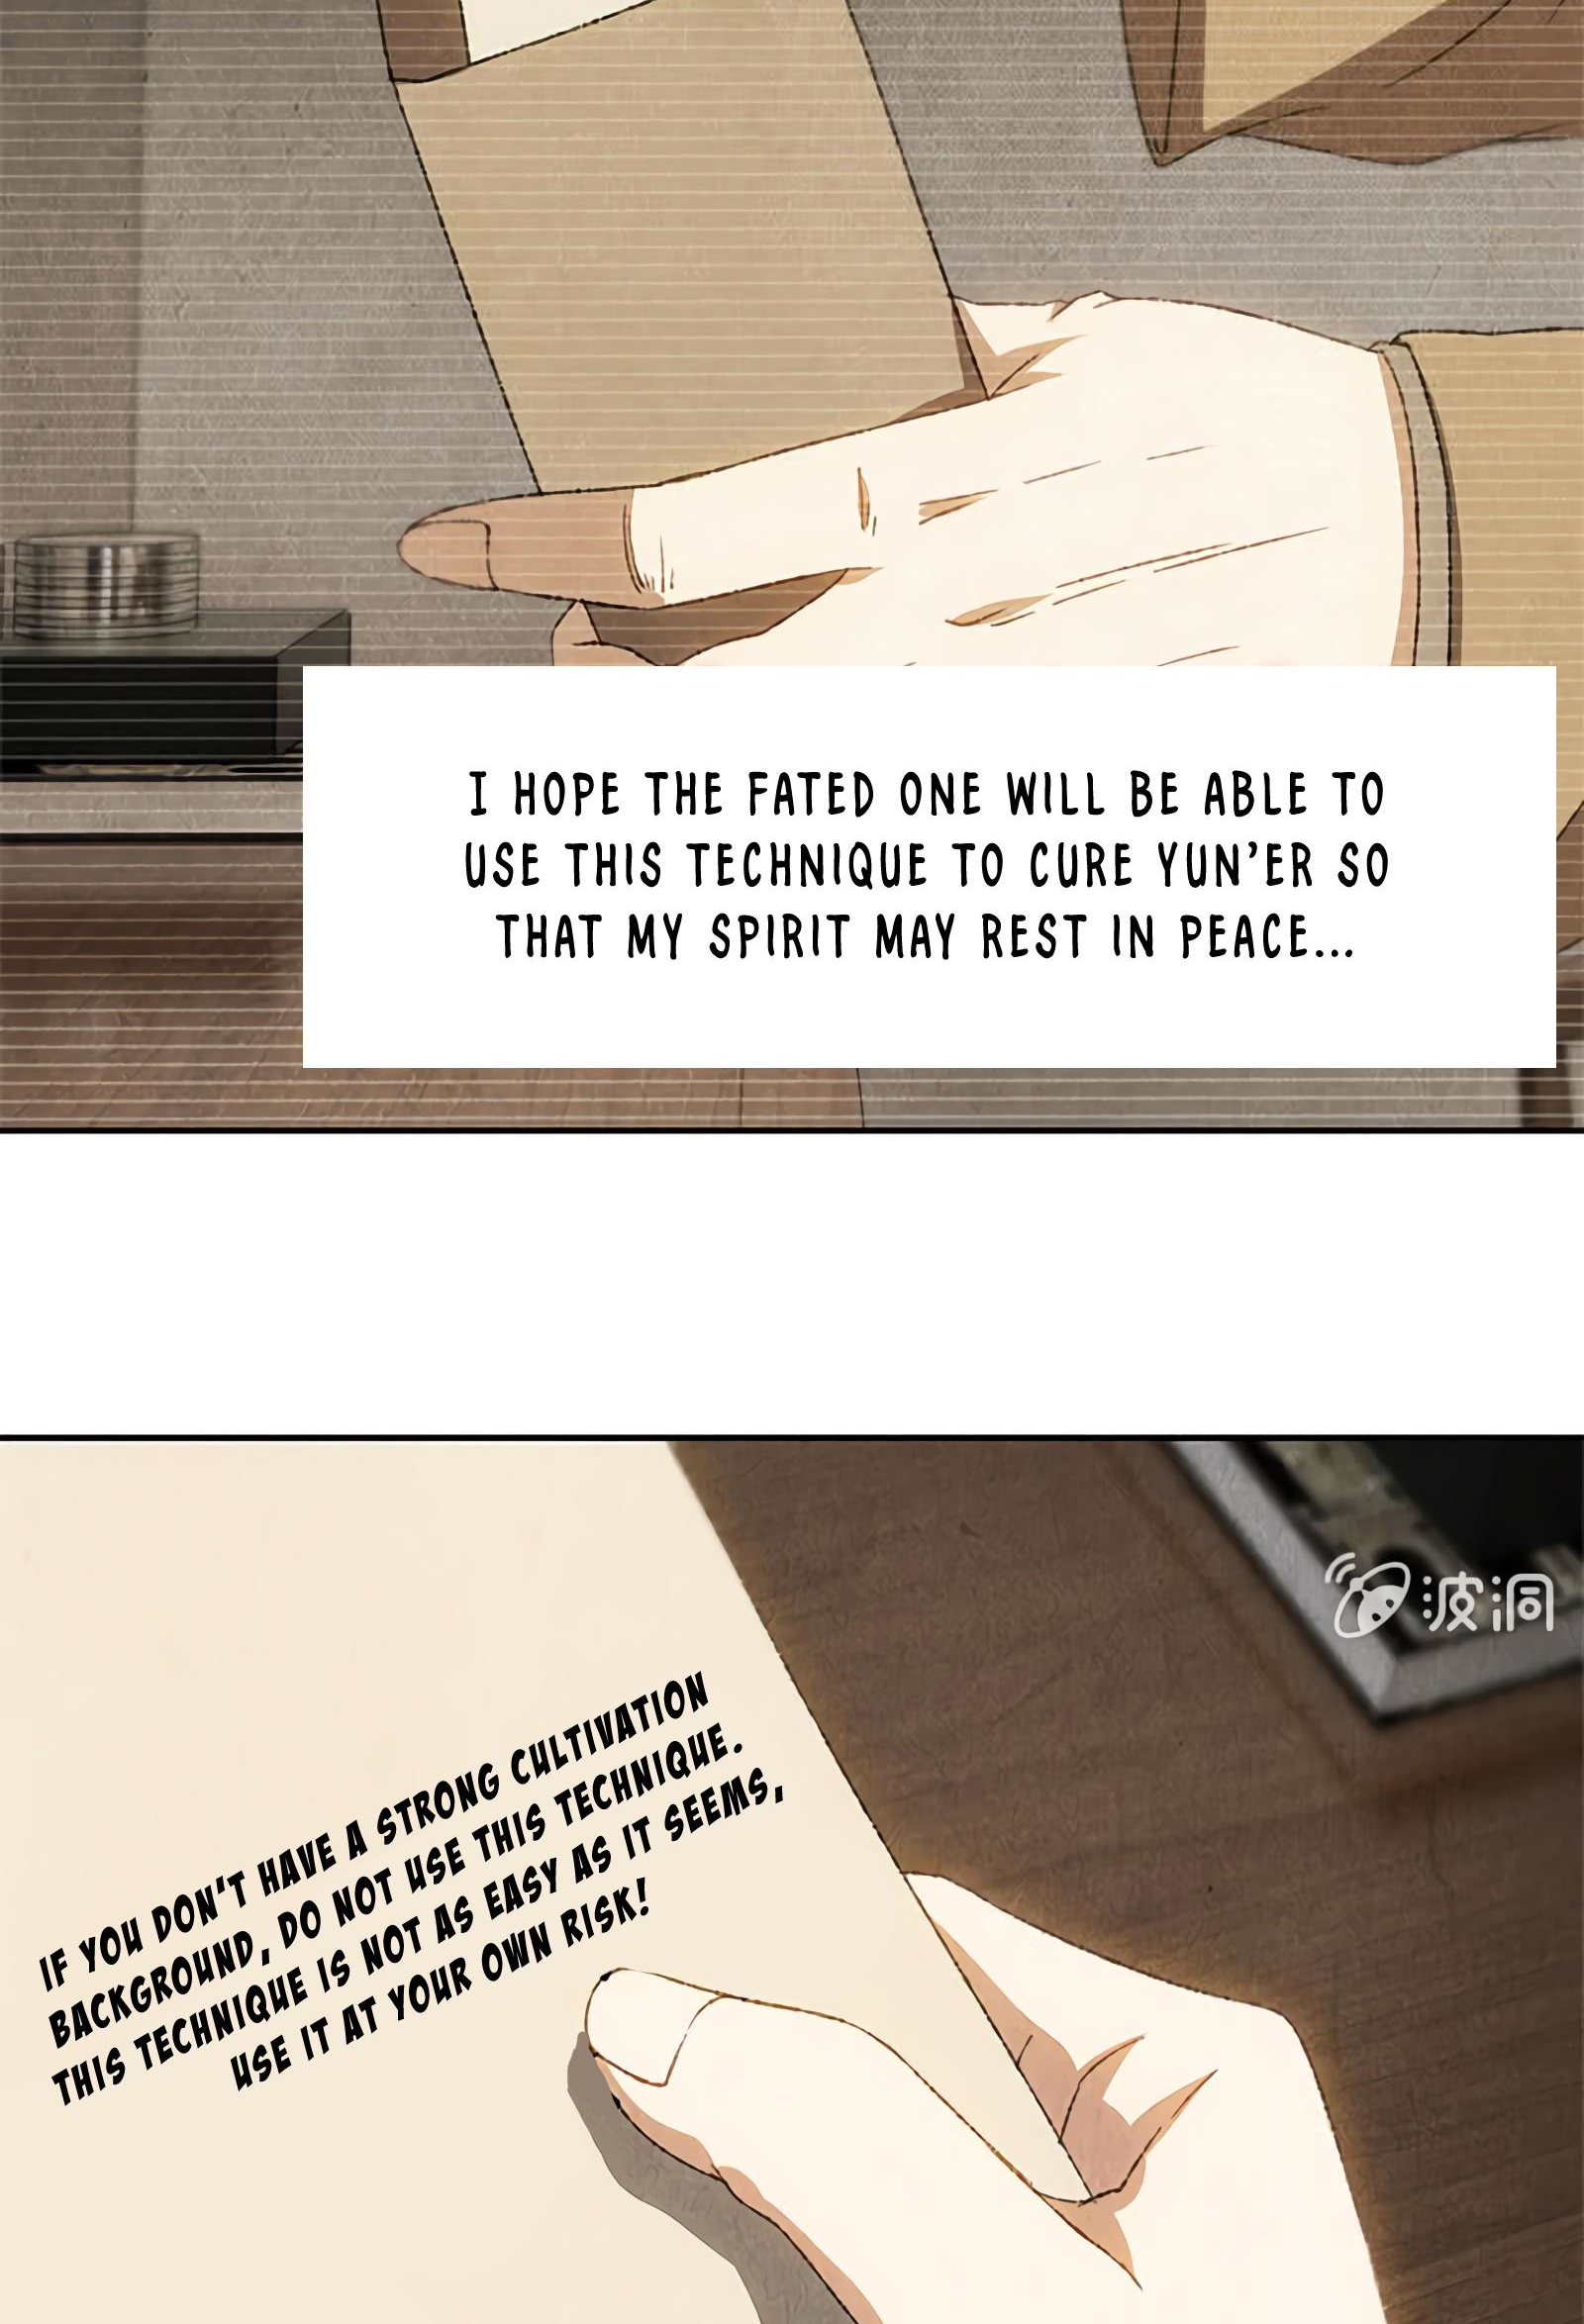 I HOPE THE FATED ONE WILL BE ABLE TO
USE THIS TECHNIQUE TO CURE YUN'ER SO
THAT MY SPIRIT MAY REST IN PEACE...
波洞
IF YOU DON'T HAVE A STRONG CULTIVATION
BACKGROUND, DO NOT USE THIS TECHNIQUE.
THIS TECHNIQUE IS NOT AS EASY AS IT SEEMS,
USE IT AT YOUR OWN RISK!